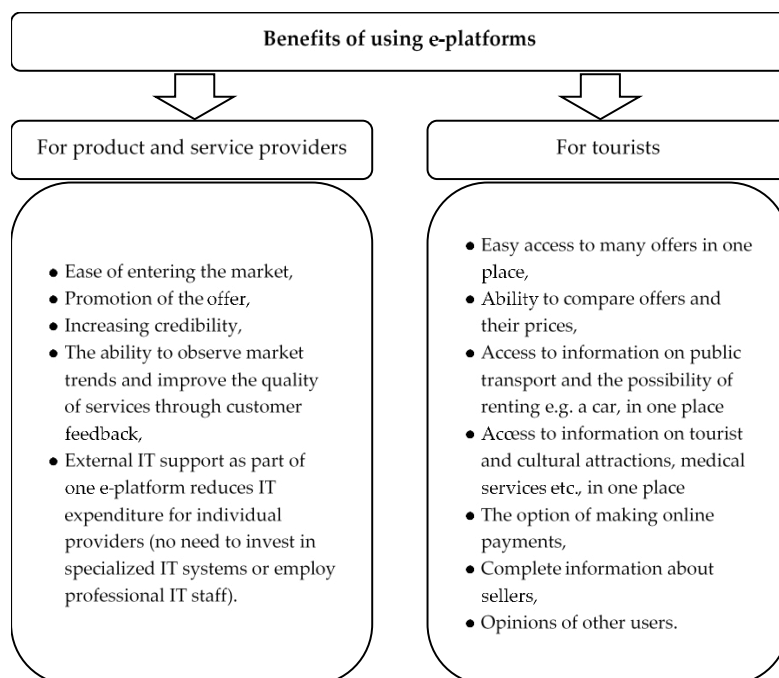 Benefits of using e-platforms
For product and service providers
● Ease of entering the market,
● Promotion of the offer,
● Increasing credibility,
● The ability to observe market
trends and improve the quality
of services through customer
feedback,
● External IT support as part of
one e-platform reduces IT
expenditure for individual
providers (no need to invest in
specialized IT systems or employ
professional IT staff).
For tourists
● Easy access to many offers in one
place,
● Ability to compare offers and
their prices,
● Access to information on public
transport and the possibility of
renting e.g. a car, in one place
● Access to information on tourist
and cultural attractions, medical
services etc., in one place
● The option of making online
payments,
● Complete information about
sellers,
● Opinions of other users.